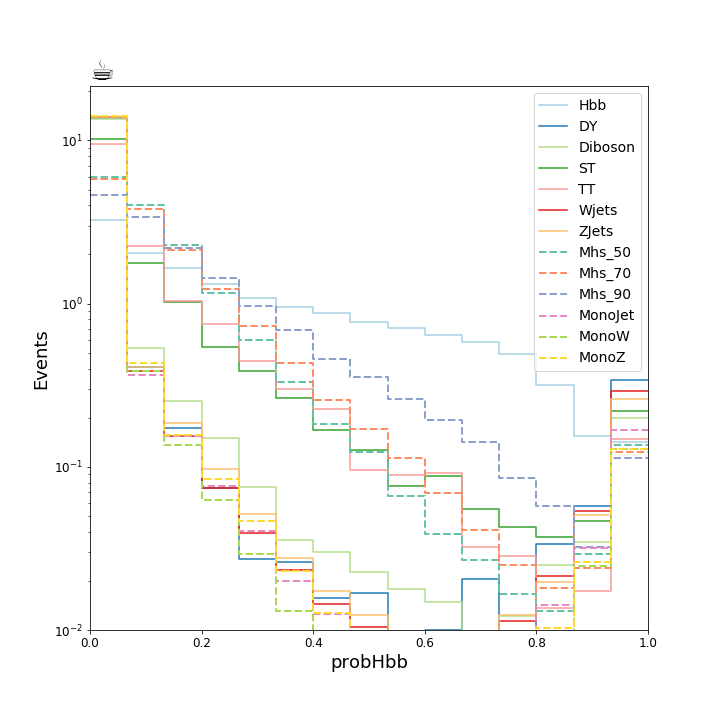 ☕
Events
10¹
10⁰
10⁻¹
10⁻²
0.0 0.2 0.4 0.6 0.8 1.0
probHbb
Hbb
DY
Diboson
ST
TT
Wjets
ZJets
Mhs_50
Mhs_70
Mhs_90
MonoJet
MonoW
MonoZ